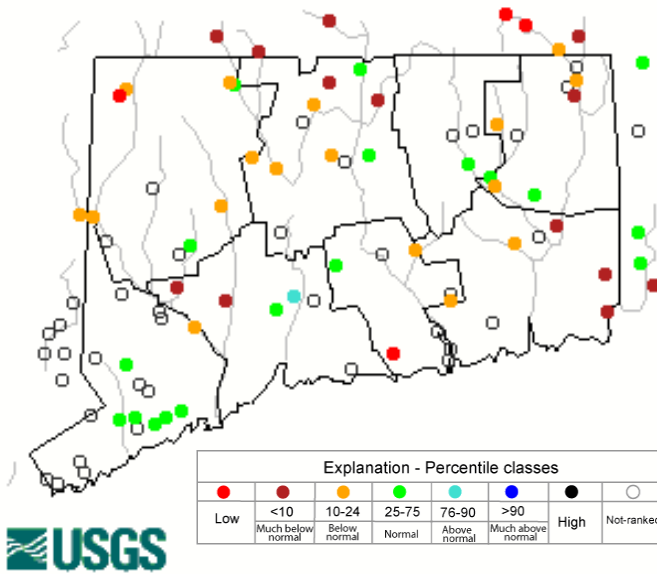 Explanation - Percentile classes
Low <10 10-24 25-75 76-90 >90 High Not-ranked
Much below normal Below normal Normal Above normal Much above normal
USGS